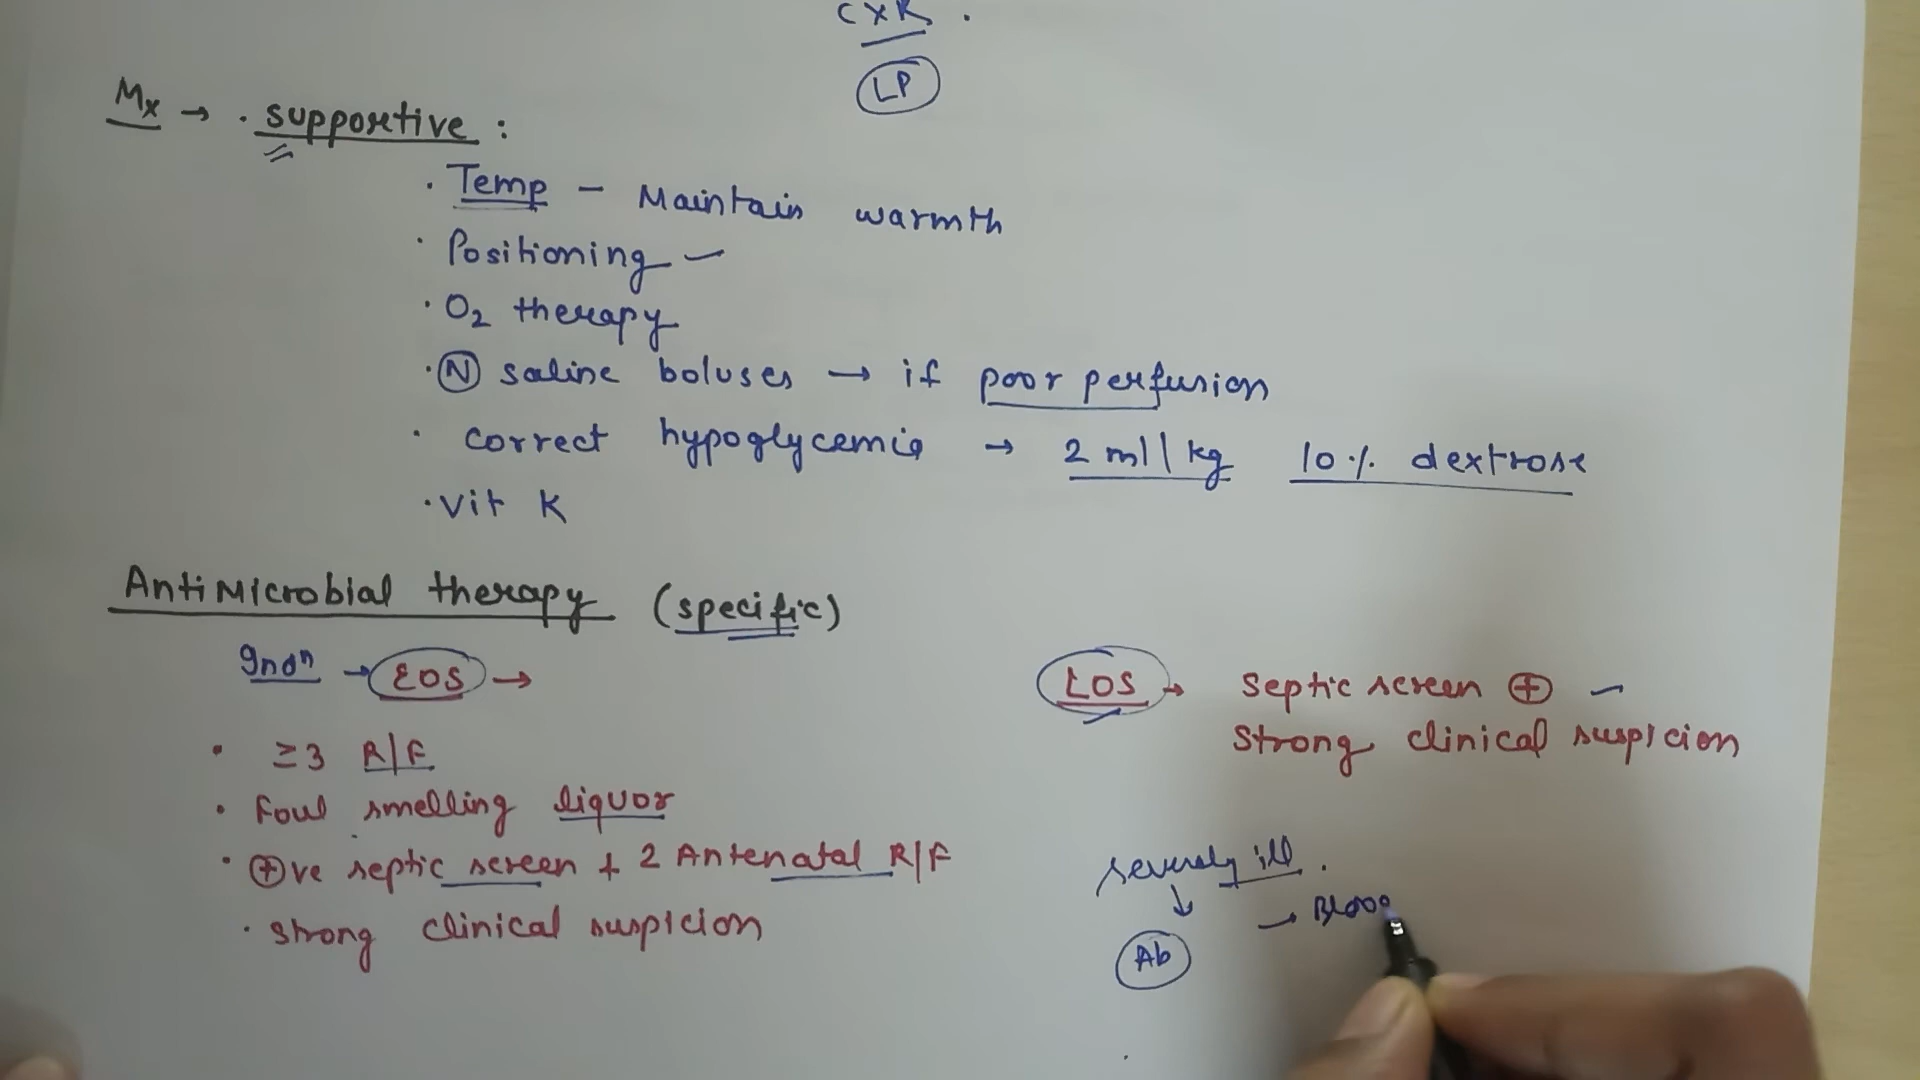 CXR.
LP
Mx → . supportive :
. Temp - Maintain warmth
. Positioning -
. O2 therapy
. N saline boluses → if poor perfusion
. correct hypoglycemia → 2 ml/kg 10% dextrose
. vit K
AntiMicrobial therapy (specific)
Indn → EOS →
• ≥3 R/F
• Foul smelling liquor
• +ve septic screen + 2 Antenatal R/F
• strong clinical suspicion
LOS → septic screen + -
strong clinical suspicion
severely ill .
↓
Ab → Blood